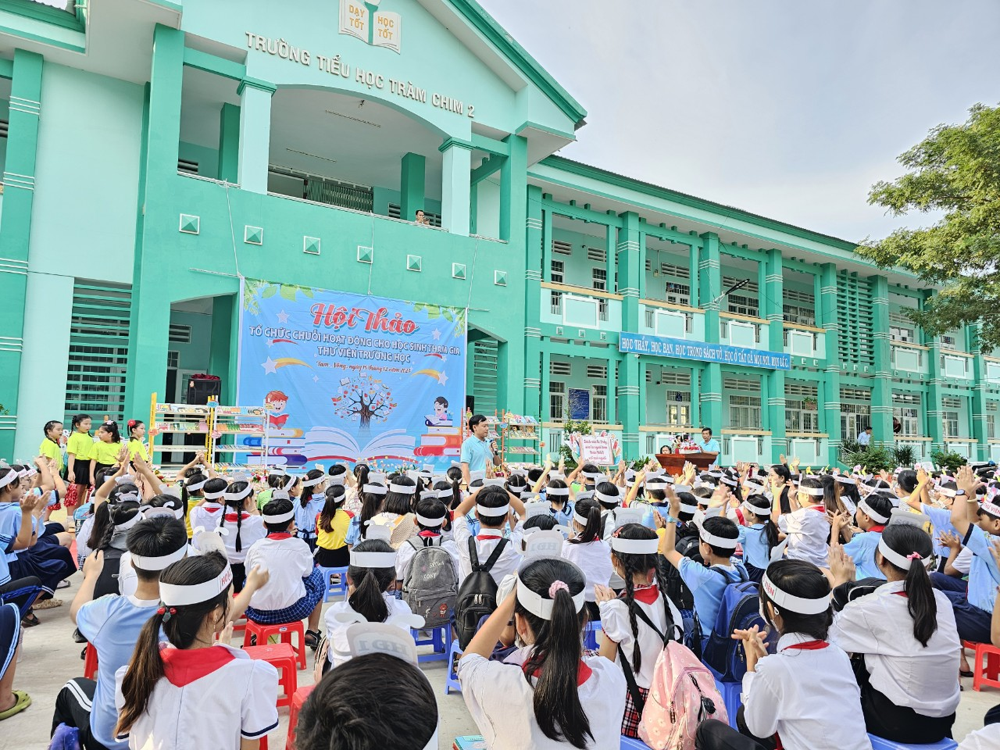 DẠY TỐT
HỌC TỐT
TRƯỜNG TIỂU HỌC TRÀM CHIM 2
Hội Thảo
TỔ CHỨC CHUỖI HOẠT ĐỘNG CHO HỌC SINH THAM GIA
THƯ VIỆN TRƯỜNG HỌC
Tam Nông, ngày 15 tháng 12 năm 2023
HỌC THẦY, HỌC BẠN, HỌC TRONG SÁCH VỞ, HỌC Ở TẤT CẢ MỌI NƠI, MỌI LÚC.